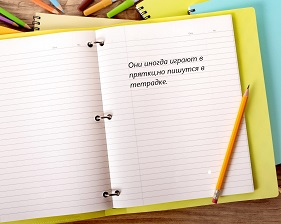 Они иногда играют в
прятки,но пишутся в
тетрадке.